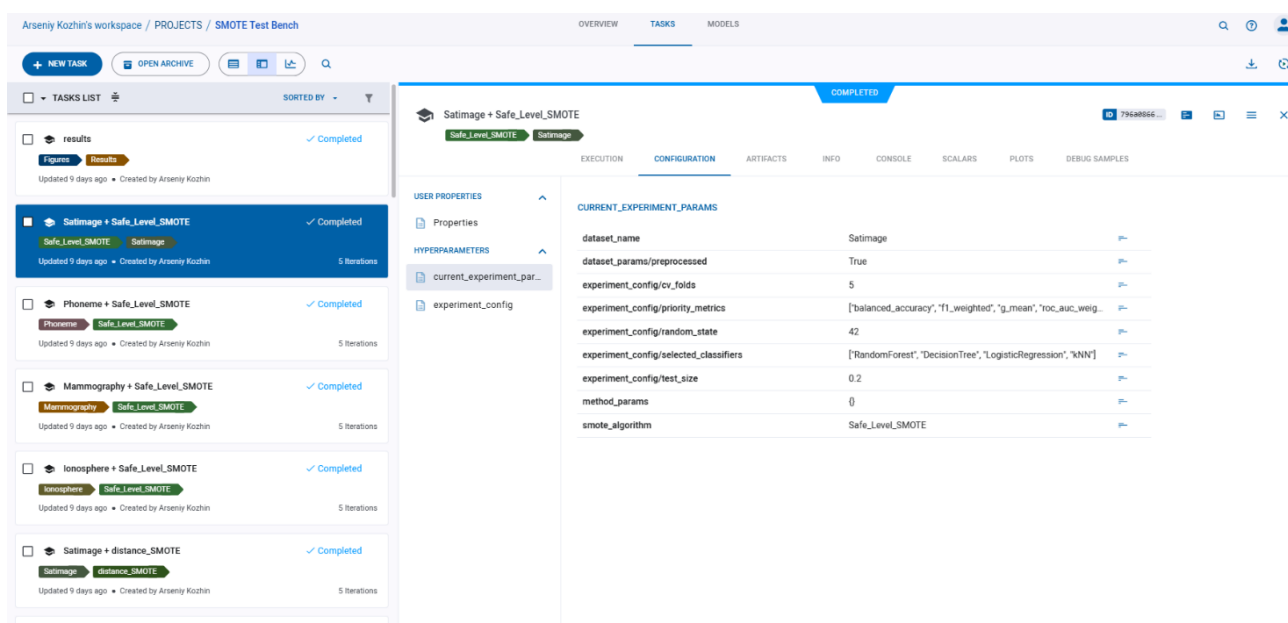 Arseniy Kozhin's workspace / PROJECTS / SMOTE Test Bench
OVERVIEW TASKS MODELS
+ NEW TASK OPEN ARCHIVE
TASKS LIST SORTED BY
results Completed
Figures Results
Updated 9 days ago • Created by Arseniy Kozhin
Satimage + Safe_Level_SMOTE Completed
Safe_Level_SMOTE Satimage
Updated 9 days ago • Created by Arseniy Kozhin 5 Iterations
Phoneme + Safe_Level_SMOTE Completed
Phoneme Safe_Level_SMOTE
Updated 9 days ago • Created by Arseniy Kozhin 5 Iterations
Mammography + Safe_Level_SMOTE Completed
Mammography Safe_Level_SMOTE
Updated 9 days ago • Created by Arseniy Kozhin 5 Iterations
Ionosphere + Safe_Level_SMOTE Completed
Ionosphere Safe_Level_SMOTE
Updated 9 days ago • Created by Arseniy Kozhin 5 Iterations
Satimage + distance_SMOTE Completed
Satimage distance_SMOTE
Updated 9 days ago • Created by Arseniy Kozhin 5 Iterations
COMPLETED
Satimage + Safe_Level_SMOTE
ID 796a0866...
Safe_Level_SMOTE Satimage
EXECUTION CONFIGURATION ARTIFACTS INFO CONSOLE SCALARS PLOTS DEBUG SAMPLES
USER PROPERTIES
Properties
HYPERPARAMETERS
current_experiment_par...
experiment_config
CURRENT_EXPERIMENT_PARAMS
dataset_name Satimage
dataset_params/preprocessed True
experiment_config/cv_folds 5
experiment_config/priority_metrics ["balanced_accuracy", "f1_weighted", "g_mean", "roc_auc_weig...
experiment_config/random_state 42
experiment_config/selected_classifiers ["RandomForest", "DecisionTree", "LogisticRegression", "kNN"]
experiment_config/test_size 0.2
method_params {}
smote_algorithm Safe_Level_SMOTE